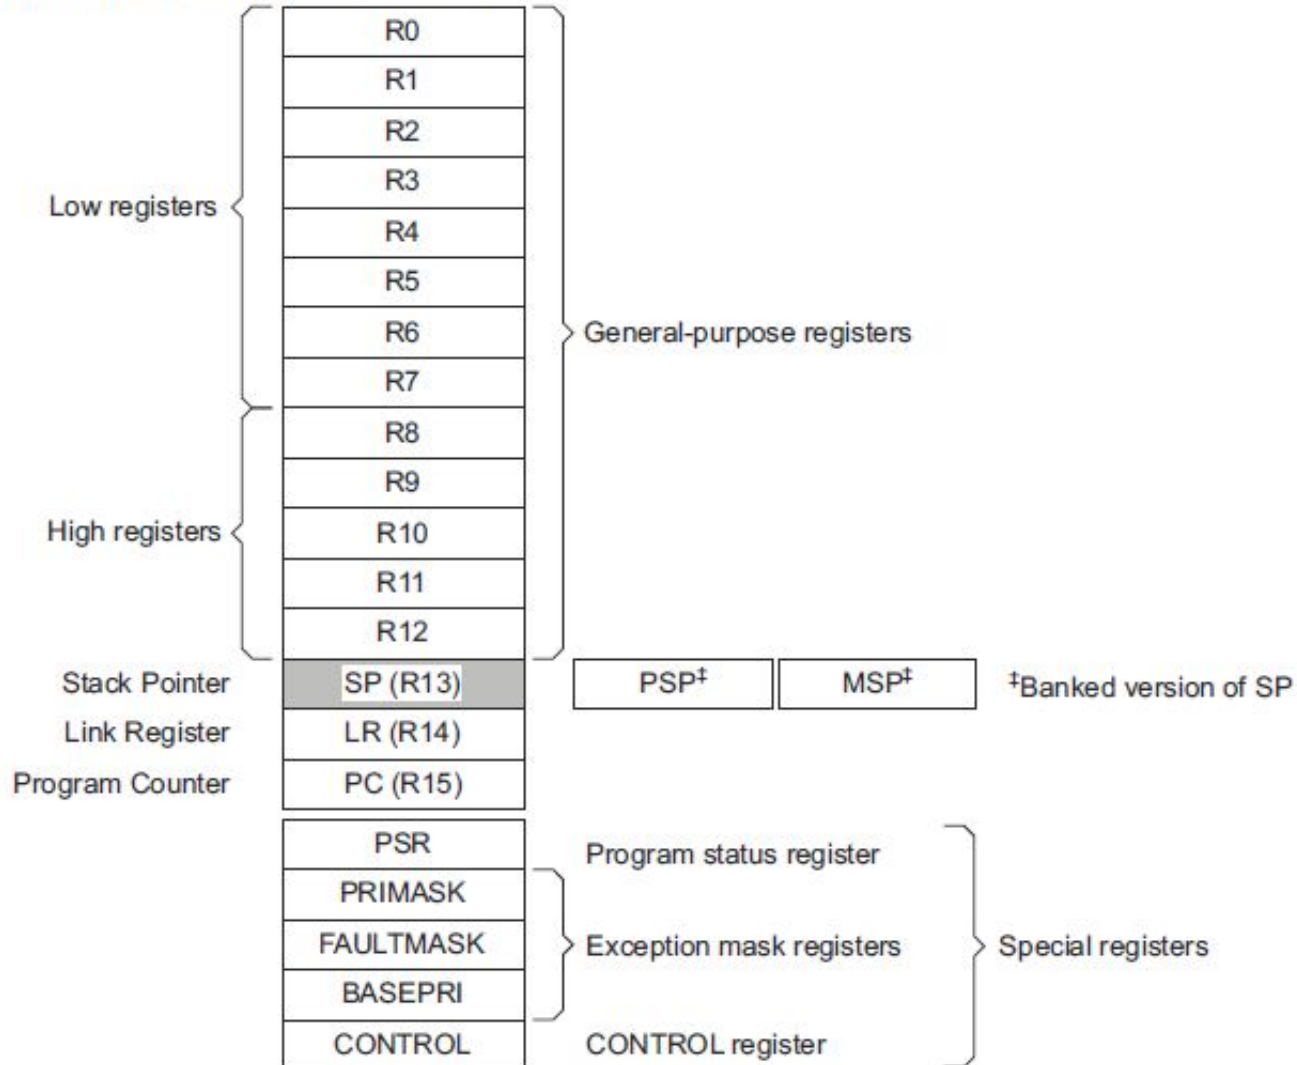 R0
R1
R2
R3
Low registers
R4
R5
R6
General-purpose registers
R7
R8
R9
High registers
R10
R11
R12
Stack Pointer SP (R13) PSP‡ MSP‡ ‡Banked version of SP
Link Register LR (R14)
Program Counter PC (R15)
PSR Program status register
PRIMASK
FAULTMASK Exception mask registers Special registers
BASEPRI
CONTROL CONTROL register